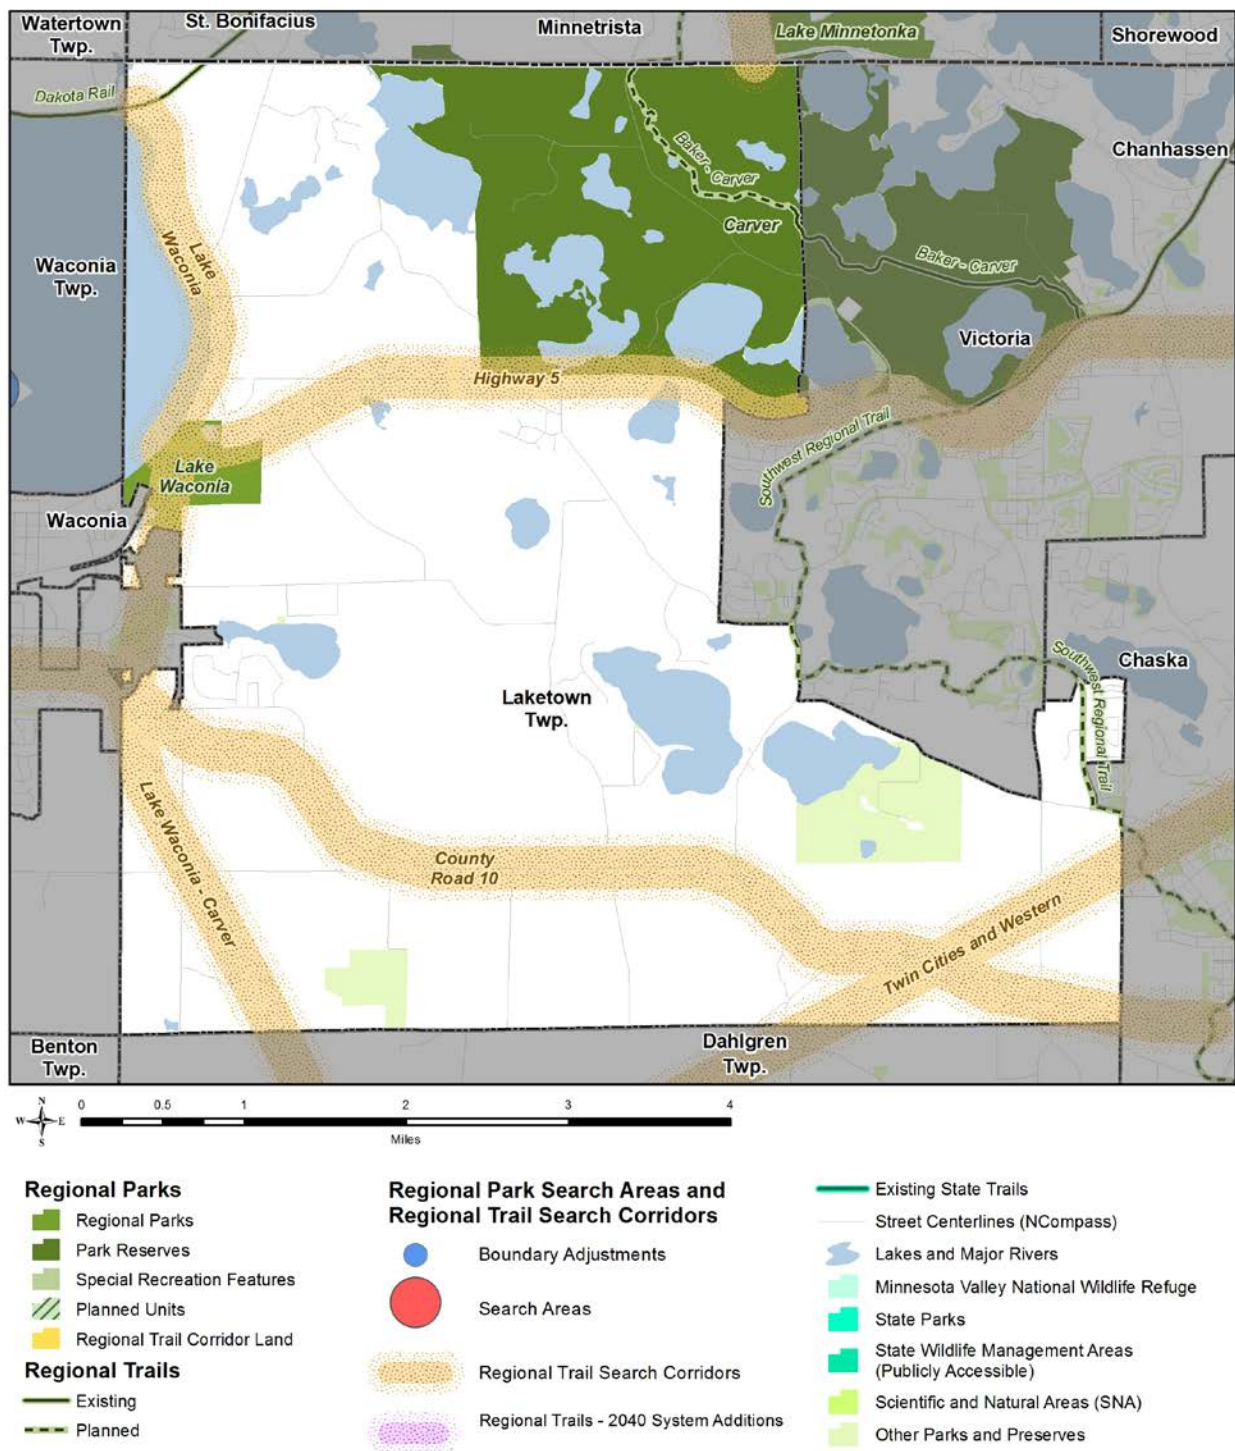 Watertown
Twp.
St. Bonifacius
Minnetrista
Lake Minnetonka
Shorewood
Dakota Rail
Baker - Carver
Chanhassen
Lake
Waconia
Carver
Waconia
Twp.
Baker - Carver
Victoria
Highway 5
Southwest Regional Trail
Lake
Waconia
Waconia
Southwest Regional Trail
Chaska
Laketown
Twp.
Lake Waconia - Carver
County
Road 10
Twin Cities and Western
Benton
Twp.
Dahlgren
Twp.
N
W E
S
0 0.5 1 2 3 4
Miles
Regional Parks
Regional Parks
Park Reserves
Special Recreation Features
Planned Units
Regional Trail Corridor Land
Regional Trails
Existing
Planned
Regional Park Search Areas and
Regional Trail Search Corridors
Boundary Adjustments
Search Areas
Regional Trail Search Corridors
Regional Trails - 2040 System Additions
Existing State Trails
Street Centerlines (NCompass)
Lakes and Major Rivers
Minnesota Valley National Wildlife Refuge
State Parks
State Wildlife Management Areas
(Publicly Accessible)
Scientific and Natural Areas (SNA)
Other Parks and Preserves